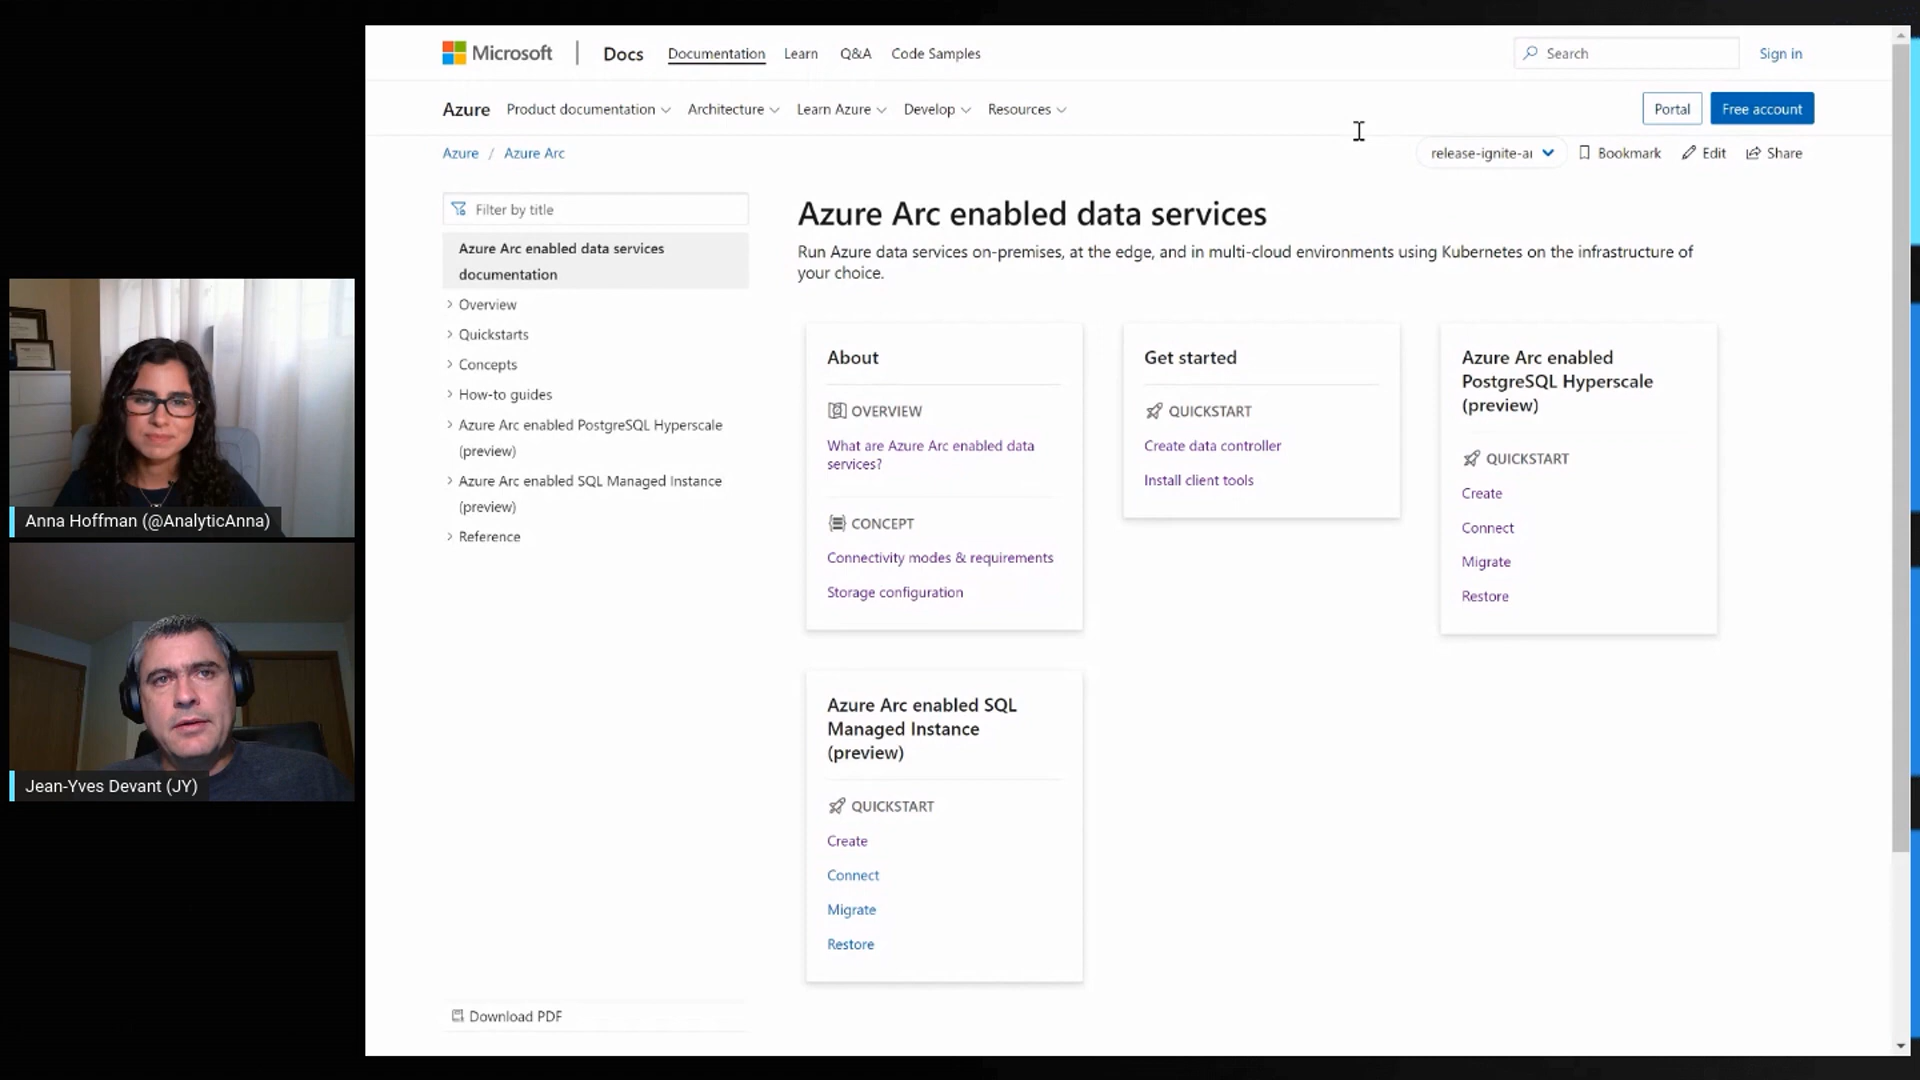 Microsoft
Docs
Documentation
Learn
Q&A
Code Samples
Search
Sign in
Azure
Product documentation
Architecture
Learn Azure
Develop
Resources
Portal
Free account
Azure / Azure Arc
release-ignite-ar
Bookmark
Edit
Share
Filter by title
Azure Arc enabled data services
documentation
Overview
Quickstarts
Concepts
How-to guides
Azure Arc enabled PostgreSQL Hyperscale
(preview)
Azure Arc enabled SQL Managed Instance
(preview)
Reference
Download PDF
Azure Arc enabled data services
Run Azure data services on-premises, at the edge, and in multi-cloud environments using Kubernetes on the infrastructure of
your choice.
About
OVERVIEW
What are Azure Arc enabled data
services?
CONCEPT
Connectivity modes & requirements
Storage configuration
Get started
QUICKSTART
Create data controller
Install client tools
Azure Arc enabled
PostgreSQL Hyperscale
(preview)
QUICKSTART
Create
Connect
Migrate
Restore
Azure Arc enabled SQL
Managed Instance
(preview)
QUICKSTART
Create
Connect
Migrate
Restore
Anna Hoffman (@AnalyticAnna)
Jean-Yves Devant (JY)